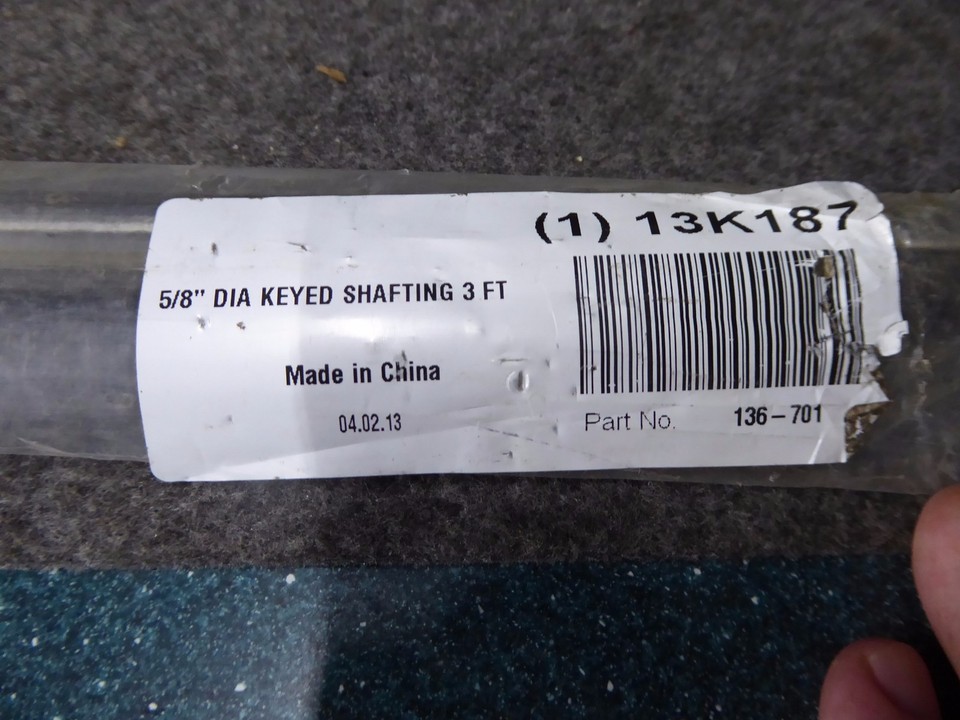 (1) 13K187
5/8" DIA KEYED SHAFTING 3 FT
Made in China
04.02.13
Part No. 136-701